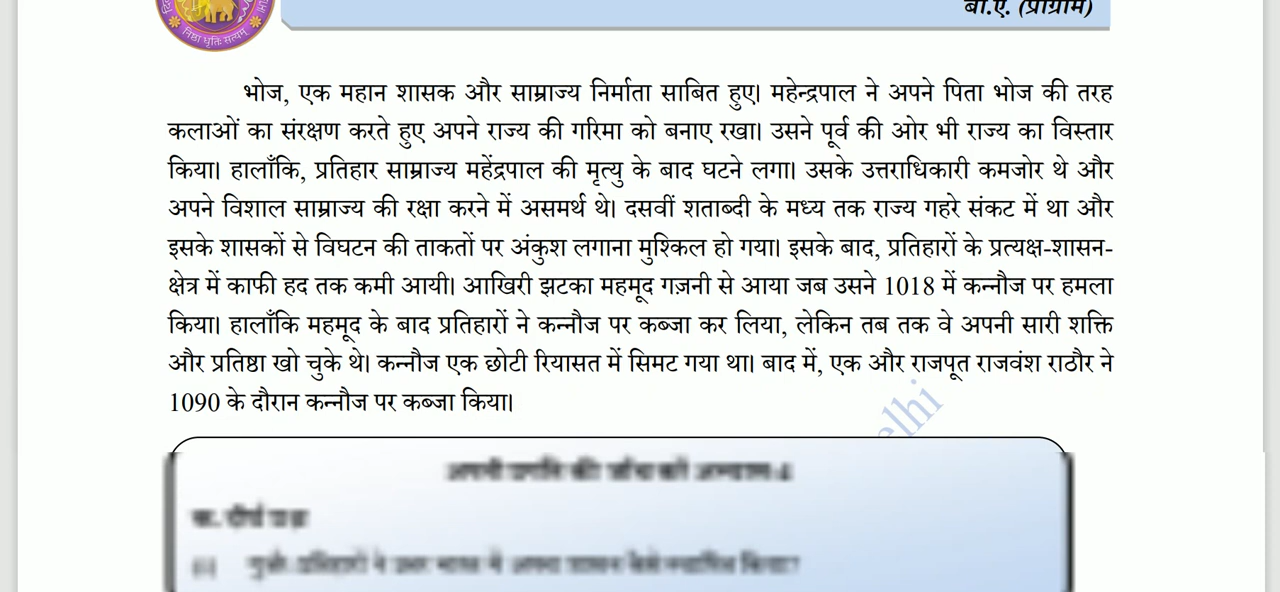 निष्ठा धृतिः सत्यम्
बी.ए. (प्रोग्राम)
भोज, एक महान शासक और साम्राज्य निर्माता साबित हुए। महेन्द्रपाल ने अपने पिता भोज की तरह
कलाओं का संरक्षण करते हुए अपने राज्य की गरिमा को बनाए रखा। उसने पूर्व की ओर भी राज्य का विस्तार
किया। हालाँकि, प्रतिहार साम्राज्य महेंद्रपाल की मृत्यु के बाद घटने लगा। उसके उत्तराधिकारी कमजोर थे और
अपने विशाल साम्राज्य की रक्षा करने में असमर्थ थे। दसवीं शताब्दी के मध्य तक राज्य गहरे संकट में था और
इसके शासकों से विघटन की ताकतों पर अंकुश लगाना मुश्किल हो गया। इसके बाद, प्रतिहारों के प्रत्यक्ष-शासन-
क्षेत्र में काफी हद तक कमी आयी। आखिरी झटका महमूद गज़नी से आया जब उसने 1018 में कन्नौज पर हमला
किया। हालाँकि महमूद के बाद प्रतिहारों ने कन्नौज पर कब्जा कर लिया, लेकिन तब तक वे अपनी सारी शक्ति
और प्रतिष्ठा खो चुके थे। कन्नौज एक छोटी रियासत में सिमट गया था। बाद में, एक और राजपूत राजवंश राठौर ने
1090 के दौरान कन्नौज पर कब्जा किया।
elhi